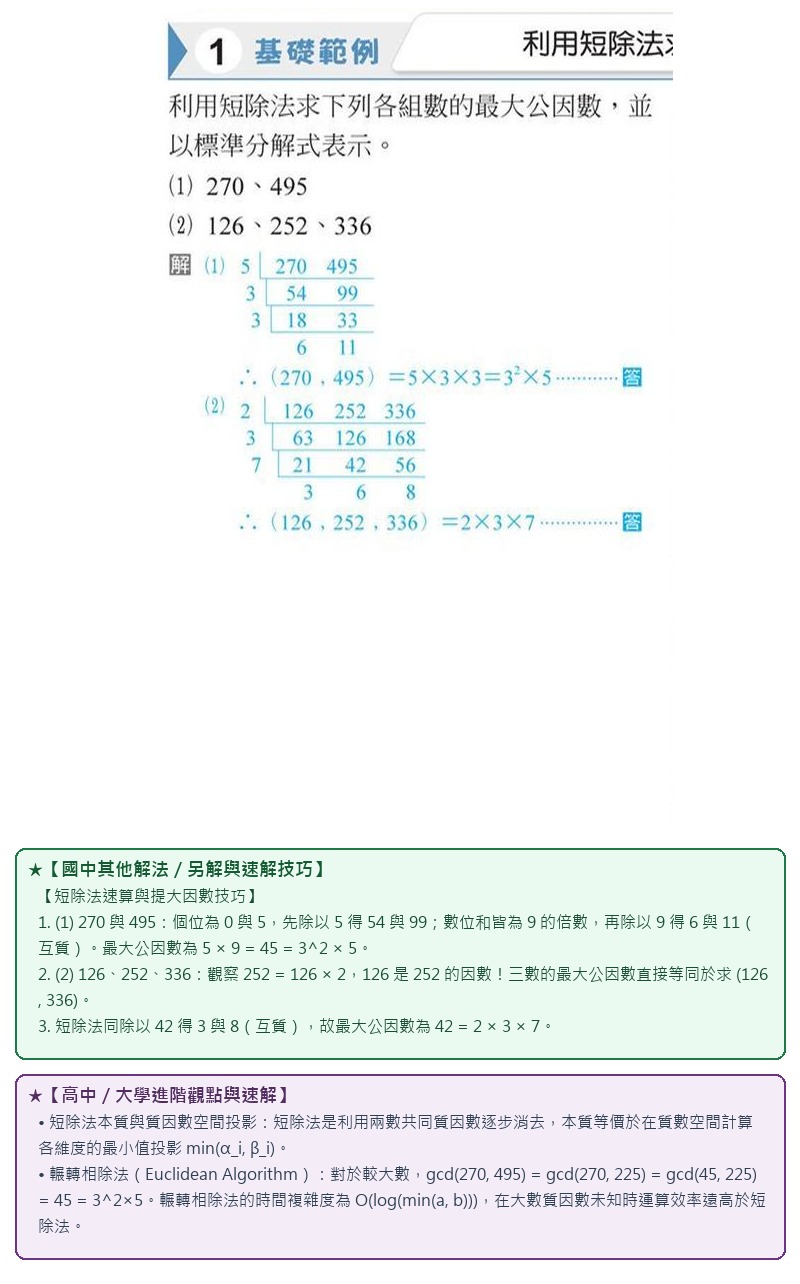 1 基礎範例 利用短除法
利用短除法求下列各組數的最大公因數，並
以標準分解式表示。
⑴ 270、495
⑵ 126、252、336
解 ⑴ 5 270 495
3 54 99
3 18 33
6 11
∴（270 , 495）＝5×3×3＝3²×5 ………… 答
⑵ 2 126 252 336
3 63 126 168
7 21 42 56
3 6 8
∴（126 , 252 , 336）＝2×3×7 …………… 答
★【國中其他解法 / 另解與速解技巧】
【短除法速算與提大因數技巧】
1. (1) 270 與 495：個位為 0 與 5，先除以 5 得 54 與 99；數位和皆為 9 的倍數，再除以 9 得 6 與 11 (
互質 ) 。最大公因數為 5 × 9 = 45 = 3^2 × 5。
2. (2) 126、252、336：觀察 252 = 126 × 2，126 是 252 的因數！三數的最大公因數直接等同於求 (126
, 336)。
3. 短除法同除以 42 得 3 與 8 ( 互質 ) ，故最大公因數為 42 = 2 × 3 × 7。
★【高中 / 大學進階觀點與速解】
• 短除法本質與質因數空間投影：短除法是利用兩數共同質因數逐步消去，本質等價於在質數空間計算
各維度的最小值投影 min(α_i, β_i)。
• 輾轉相除法 ( Euclidean Algorithm ) ：對於較大數，gcd(270, 495) = gcd(270, 225) = gcd(45, 225)
= 45 = 3^2×5。輾轉相除法的時間複雜度為 O(log(min(a, b)))，在大數質因數未知時運算效率遠高於短
除法。